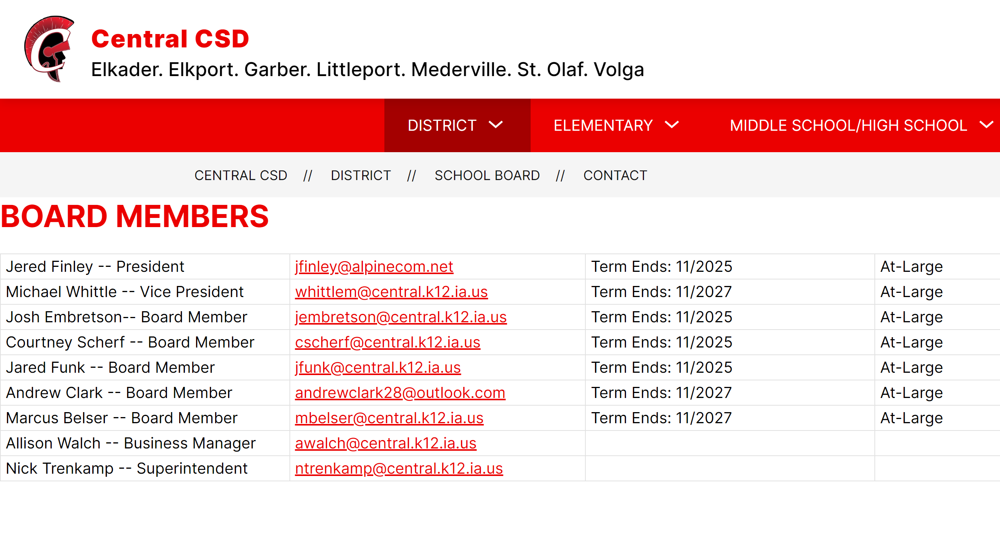 Central CSD
Elkader. Elkport. Garber. Littleport. Mederville. St. Olaf. Volga
DISTRICT ELEMENTARY MIDDLE SCHOOL/HIGH SCHOOL
CENTRAL CSD // DISTRICT // SCHOOL BOARD // CONTACT
BOARD MEMBERS
Jered Finley -- President jfinley@alpinecom.net Term Ends: 11/2025 At-Large
Michael Whittle -- Vice President whittlem@central.k12.ia.us Term Ends: 11/2027 At-Large
Josh Embretson-- Board Member jembretson@central.k12.ia.us Term Ends: 11/2025 At-Large
Courtney Scherf -- Board Member cscherf@central.k12.ia.us Term Ends: 11/2025 At-Large
Jared Funk -- Board Member jfunk@central.k12.ia.us Term Ends: 11/2025 At-Large
Andrew Clark -- Board Member andrewclark28@outlook.com Term Ends: 11/2027 At-Large
Marcus Belser -- Board Member mbelser@central.k12.ia.us Term Ends: 11/2027 At-Large
Allison Walch -- Business Manager awalch@central.k12.ia.us
Nick Trenkamp -- Superintendent ntrenkamp@central.k12.ia.us